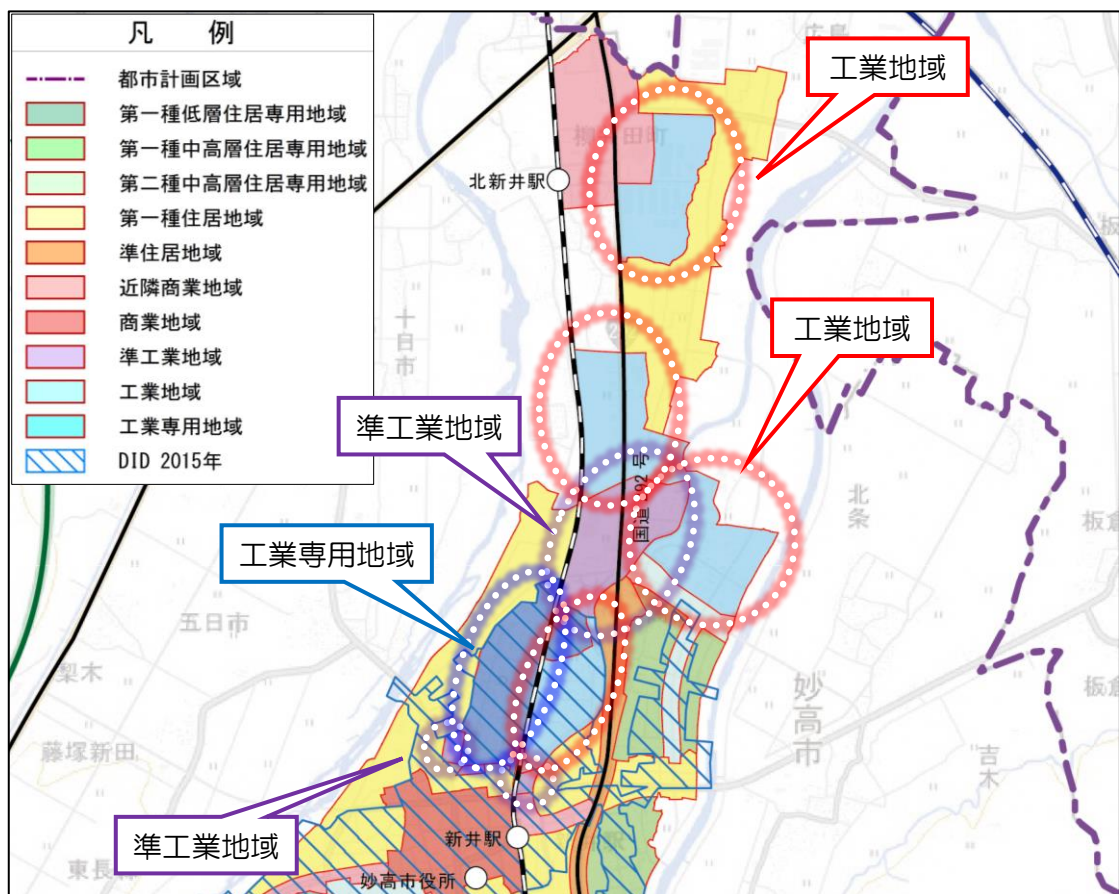 凡 例
都市計画区域
第一種低層住居専用地域
第一種中高層住居専用地域
第二種中高層住居専用地域
第一種住居地域
準住居地域
近隣商業地域
商業地域
準工業地域
工業地域
工業専用地域
DID 2015年
広島
工業地域
田町
北新井駅
板
十日市
工業地域
準工業地域
国道292号
北条
板倉
工業専用地域
五日市
梨木
妙高市
板倉
藤塚新田
吉木
準工業地域
新井駅
東長
妙高市役所